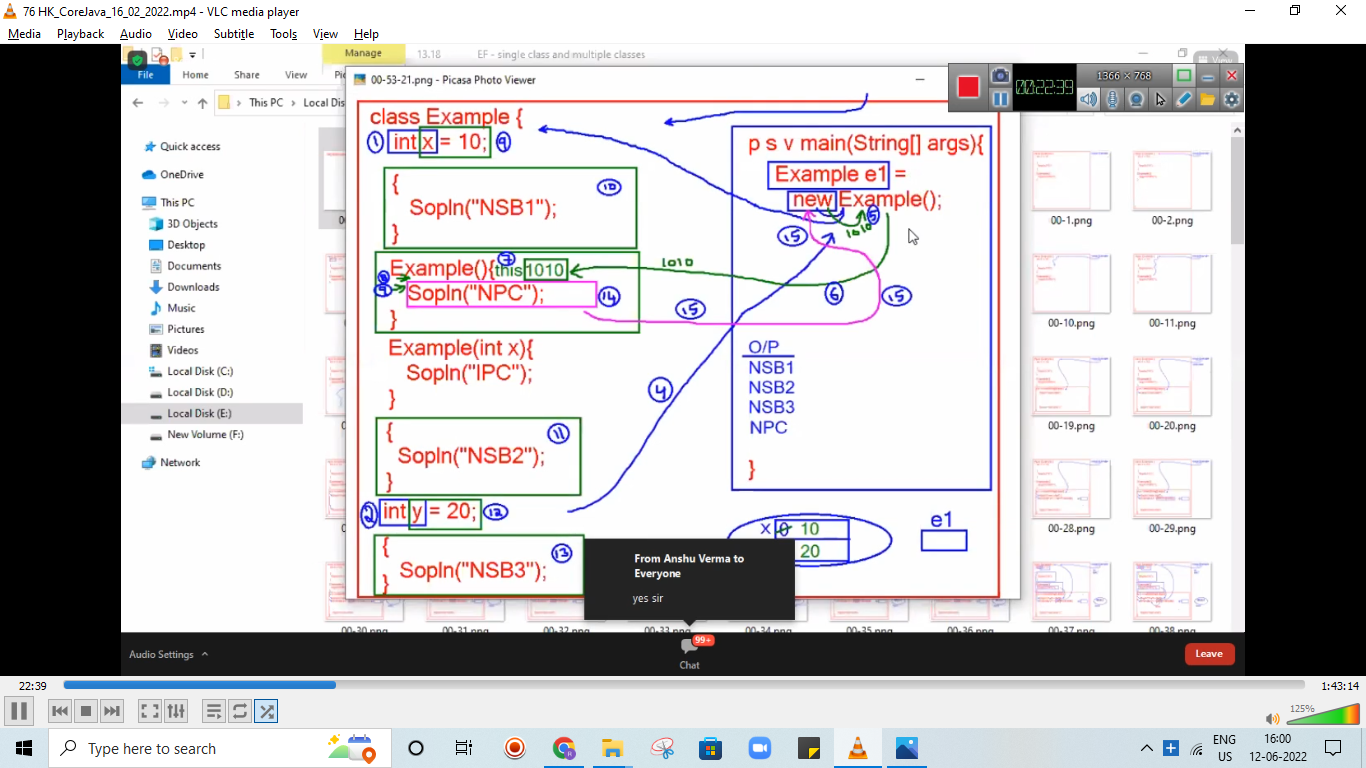 76 HK_CoreJava_16_02_2022.mp4 - VLC media player
Media Playback Audio Video Subtitle Tools View Help
Manage 13.18 EF - single class and multiple classes
View
File Home Share View
This PC Local Dis
00-53-21.png - Picasa Photo Viewer
00:22:39
1366 × 768
Quick access
OneDrive
This PC
3D Objects
Desktop
Documents
Downloads
Music
Pictures
Videos
Local Disk (C:)
Local Disk (D:)
Local Disk (E:)
New Volume (F:)
Network
class Example {
1 int x = 10; 9
{ 10
Sopln("NSB1");
}
7
Example(){this 1010
8
9 Sopln("NPC"); 14
}
Example(int x){
Sopln("IPC");
}
{ 11
Sopln("NSB2");
}
2 int y = 20; 12
{ 13
Sopln("NSB3");
}
p s v main(String[] args){
Example e1 =
new Example();
5
1010
15
1010
6
15
15
4
O/P
NSB1
NSB2
NSB3
NPC
}
x 0 10
20
e1
00-1.png 00-2.png
00-10.png 00-11.png
00-19.png 00-20.png
00-28.png 00-29.png
00-30.png 00-31.png 00-32.png 00-33.png 00-34.png 00-35.png 00-36.png 00-37.png 00-38.png
From Anshu Verma to
Everyone
yes sir
Audio Settings
99+
Chat
Leave
22:39
1:43:14
125%
Type here to search
ENG
US
16:00
12-06-2022